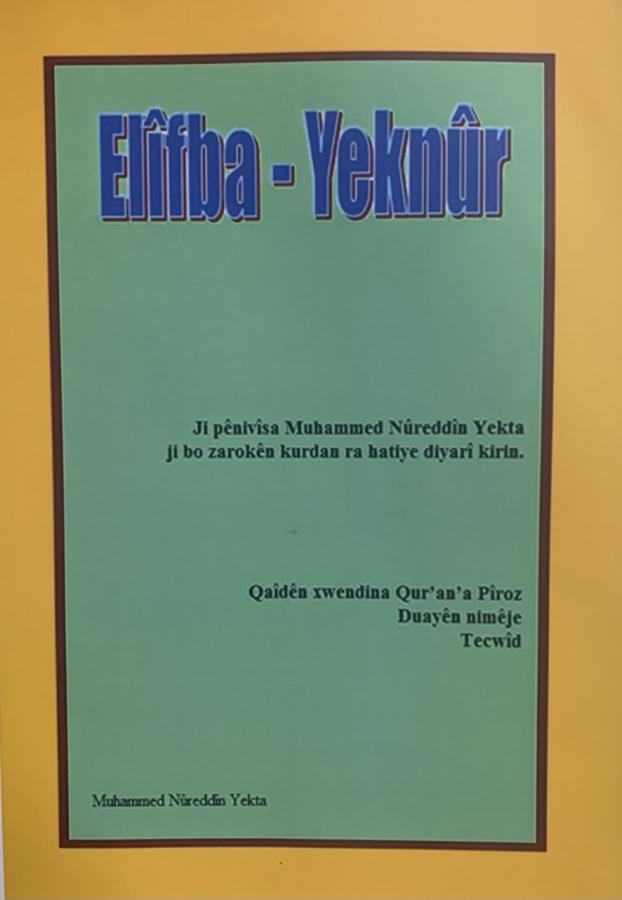 Elîfba - Yeknûr
Ji pênivîsa Muhammed Nûreddîn Yekta
ji bo zarokên kurdan ra hatiye diyarî kirin.
Qaîdên xwendina Qur’an’a Pîroz
Duayên nimêje
Tecwîd
Muhammed Nûreddîn Yekta